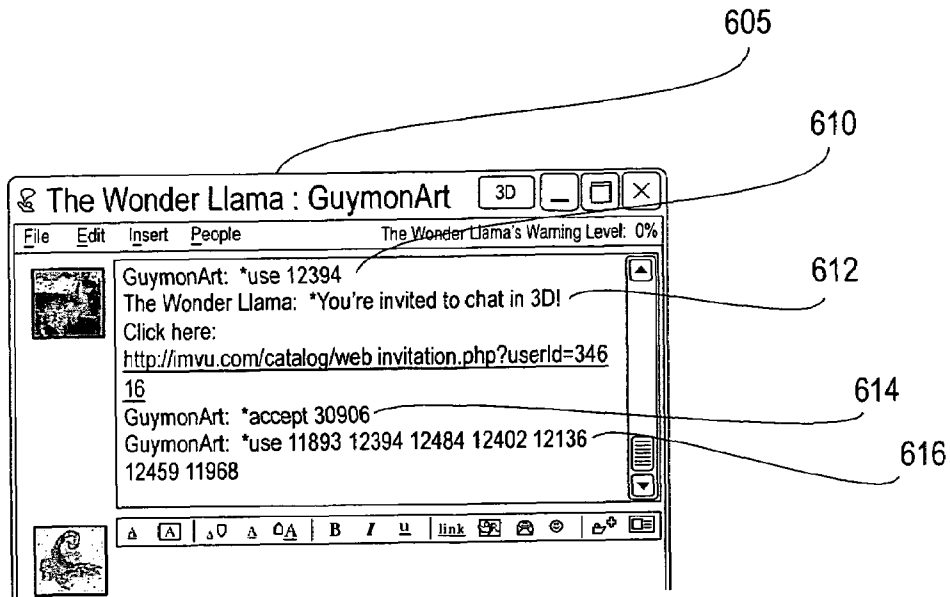 605
610
The Wonder Llama : GuymonArt 3D
File Edit Insert People The Wonder Llama's Warning Level: 0%
GuymonArt: *use 12394
The Wonder Llama: *You're invited to chat in 3D!
612
Click here:
http://imvu.com/catalog/web invitation.php?userId=346
16
614
GuymonArt: *accept 30906
GuymonArt: *use 11893 12394 12484 12402 12136
616
12459 11968
A A A A A B I u link